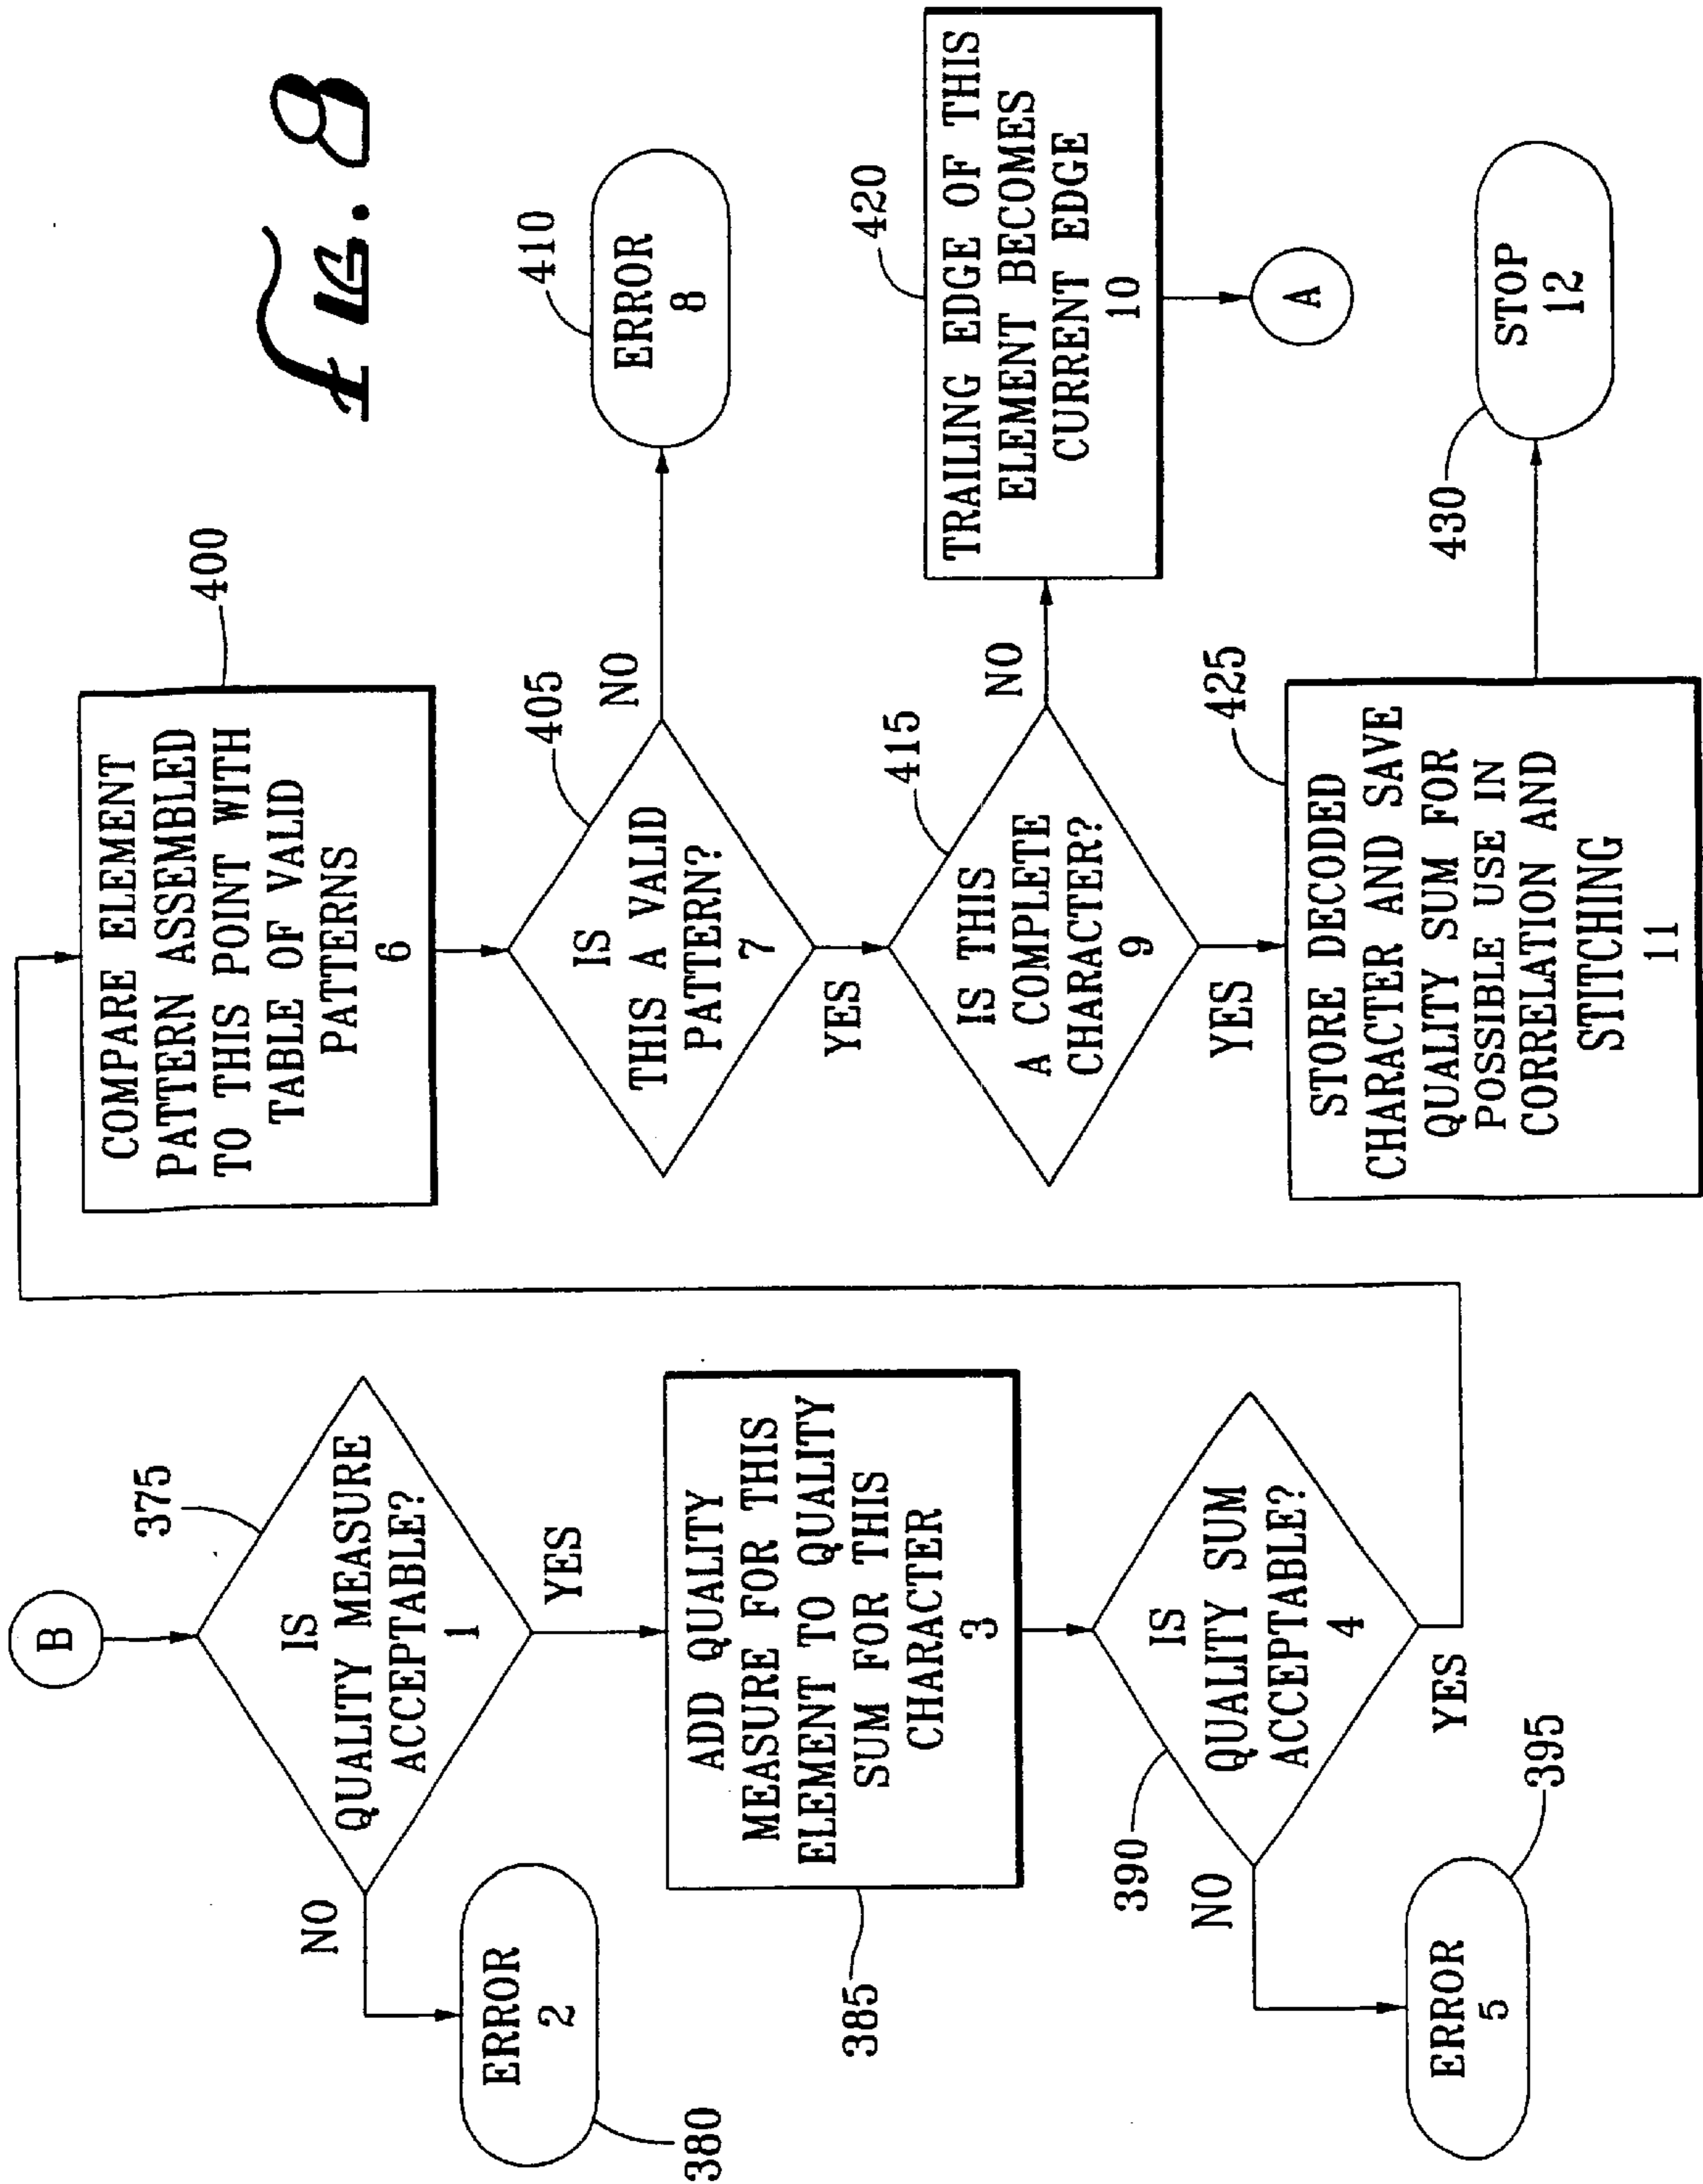 B
375
IS
QUALITY MEASURE
ACCEPTABLE?
1
NO
YES
ERROR
2
380
ADD QUALITY
MEASURE FOR THIS
ELEMENT TO QUALITY
SUM FOR THIS
CHARACTER
3
385
390
IS
QUALITY SUM
ACCEPTABLE?
4
NO
YES
ERROR
5
395
400
COMPARE ELEMENT
PATTERN ASSEMBLED
TO THIS POINT WITH
TABLE OF VALID
PATTERNS
6
405
IS
THIS A VALID
PATTERN?
7
NO
YES
410
ERROR
8
415
IS THIS
A COMPLETE
CHARACTER?
9
NO
YES
420
TRAILING EDGE OF THIS
ELEMENT BECOMES
CURRENT EDGE
10
A
425
STORE DECODED
CHARACTER AND SAVE
QUALITY SUM FOR
POSSIBLE USE IN
CORRELATION AND
STITCHING
11
430
STOP
12
FIG. 8